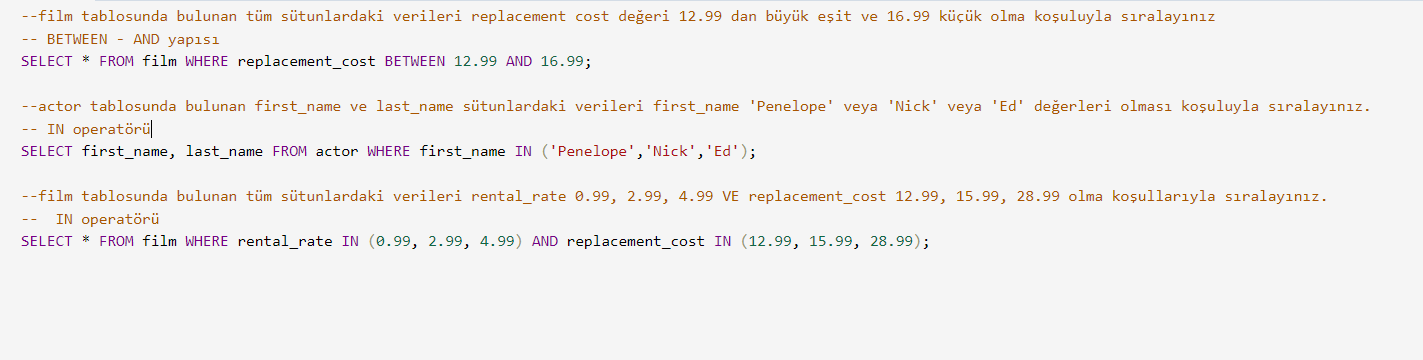 --film tablosunda bulunan tüm sütunlardaki verileri replacement cost değeri 12.99 dan büyük eşit ve 16.99 küçük olma koşuluyla sıralayınız
-- BETWEEN - AND yapısı
SELECT * FROM film WHERE replacement_cost BETWEEN 12.99 AND 16.99;
--actor tablosunda bulunan first_name ve last_name sütunlardaki verileri first_name 'Penelope' veya 'Nick' veya 'Ed' değerleri olması koşuluyla sıralayınız.
-- IN operatörü
SELECT first_name, last_name FROM actor WHERE first_name IN ('Penelope','Nick','Ed');
--film tablosunda bulunan tüm sütunlardaki verileri rental_rate 0.99, 2.99, 4.99 VE replacement_cost 12.99, 15.99, 28.99 olma koşullarıyla sıralayınız.
--  IN operatörü
SELECT * FROM film WHERE rental_rate IN (0.99, 2.99, 4.99) AND replacement_cost IN (12.99, 15.99, 28.99);